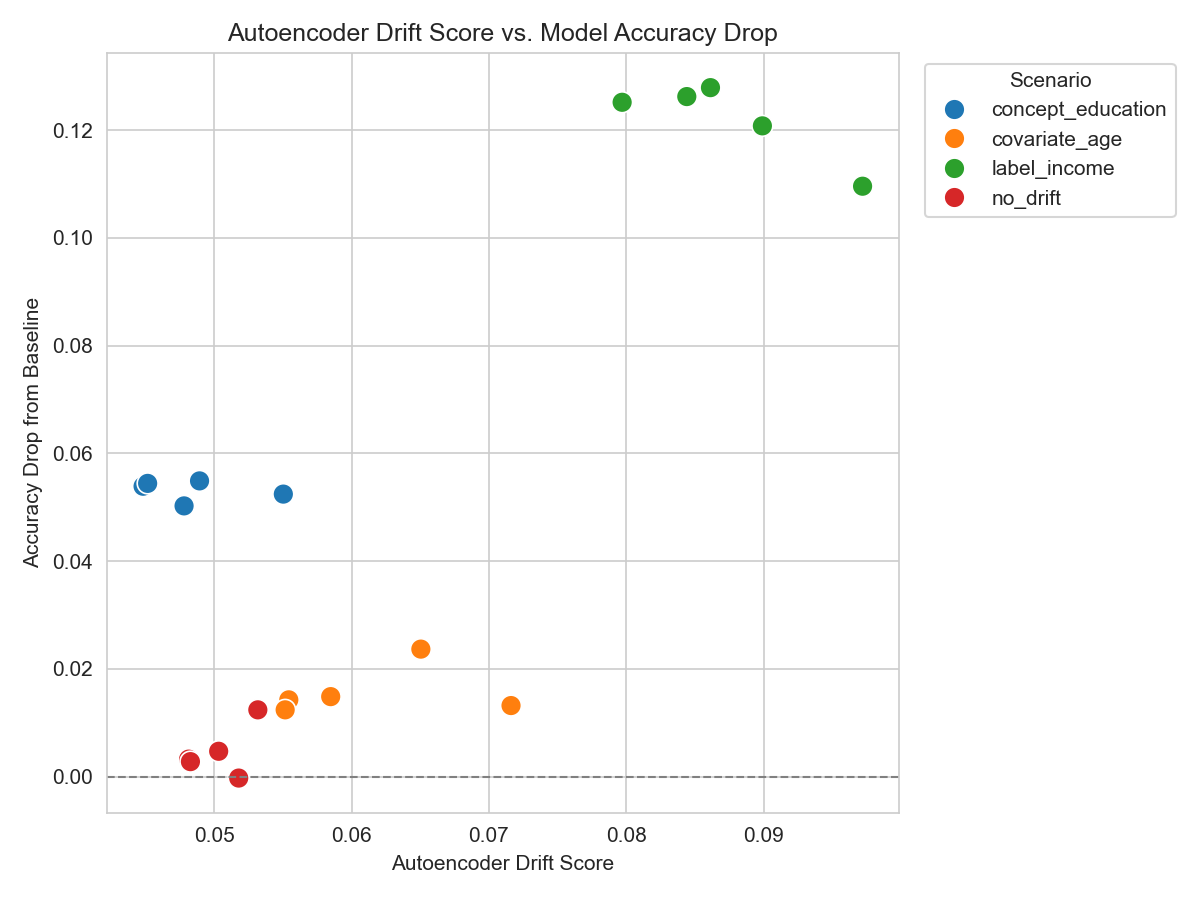 Autoencoder Drift Score vs. Model Accuracy Drop
Scenario
concept_education
covariate_age
label_income
no_drift
Accuracy Drop from Baseline
0.12
0.10
0.08
0.06
0.04
0.02
0.00
0.05 0.06 0.07 0.08 0.09
Autoencoder Drift Score